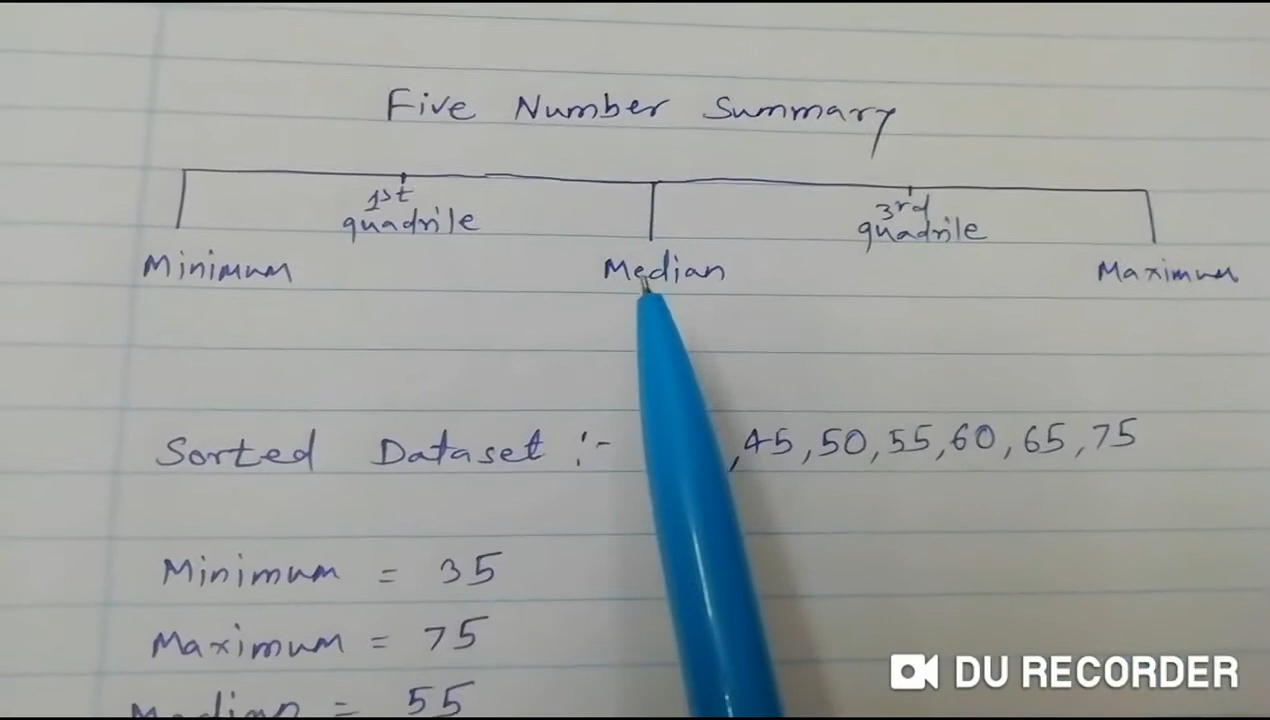 Five Number Summary
1st
quadrile
3rd
quadrile
Minimum Median Maximum
Sorted Dataset :- ,45,50,55,60,65,75
Minimum = 35
Maximum = 75
Median = 55
DU RECORDER